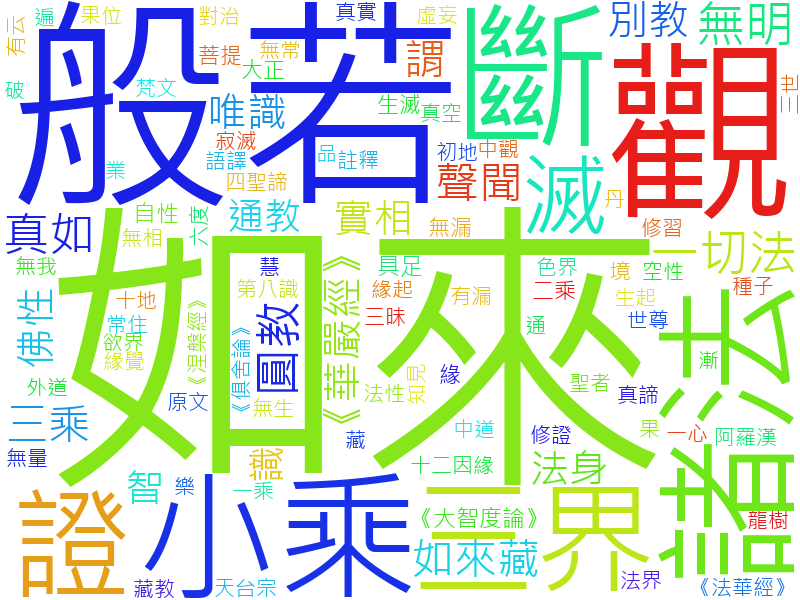 有云
遍
果位
對治
真實
虛妄
別教
無明
般若
斷
觀
菩提
無常
大正
謂
三世
破
梵文
唯識
生滅
真空
寂滅
語譯
品
註釋
初地
中觀
業
四聖諦
聲聞
滅
丹
真如
自性
無相
六度
通教
實相
無漏
修習
一切法
無我
慧
《華嚴經》
具足
色界
境
空性
如來
第八識
緣起
有漏
二乘
生起
種子
佛性
十地
常住
《涅槃經》
三昧
世尊
諸法
欲界
緣覺
《俱舍論》
圓教
通
漸
外道
原文
無生
法性
知見
緣
聖者
真諦
三乘
藏
中道
修證
果
一心
阿羅漢
無量
識
十二因緣
法身
智
樂
一乘
小乘
三界
證
《大智度論》
龍樹
如來藏
藏教
天台宗
法界
《法華經》